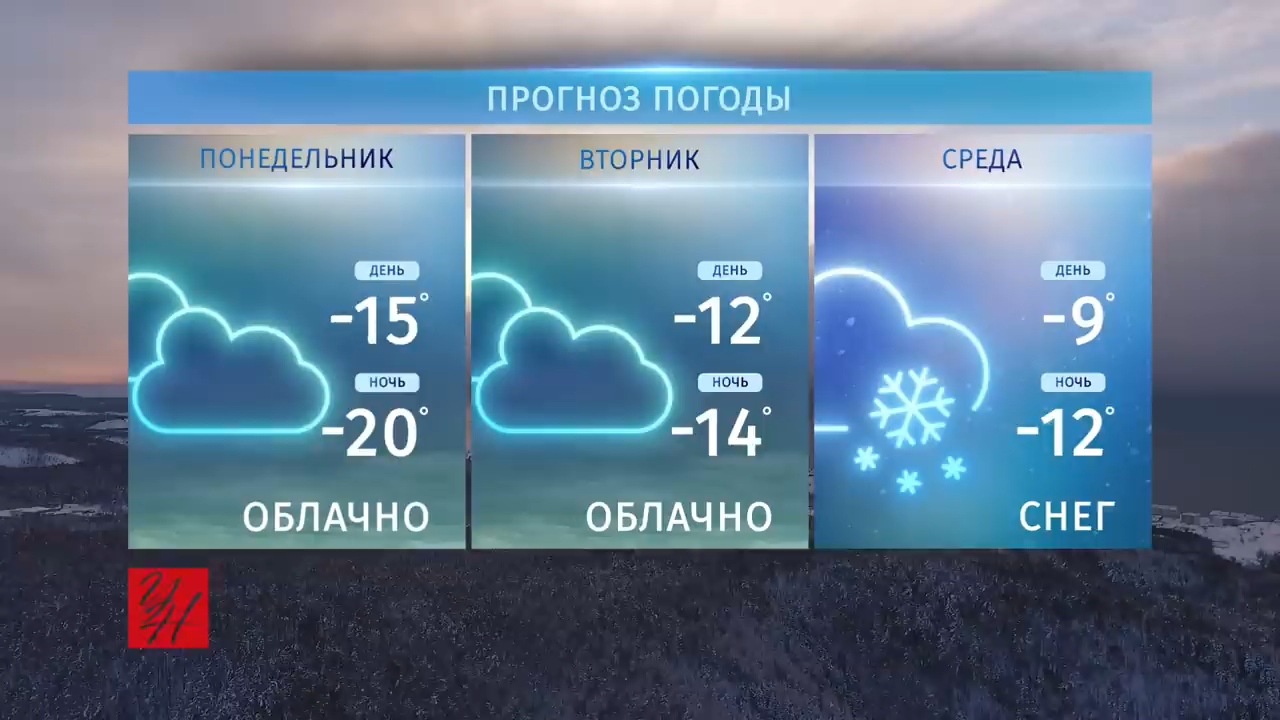 ПРОГНОЗ ПОГОДЫ
ПОНЕДЕЛЬНИК
ДЕНЬ
-15°
НОЧЬ
-20°
ОБЛАЧНО
ВТОРНИК
ДЕНЬ
-12°
НОЧЬ
-14°
ОБЛАЧНО
СРЕДА
ДЕНЬ
-9°
НОЧЬ
-12°
СНЕГ
УН